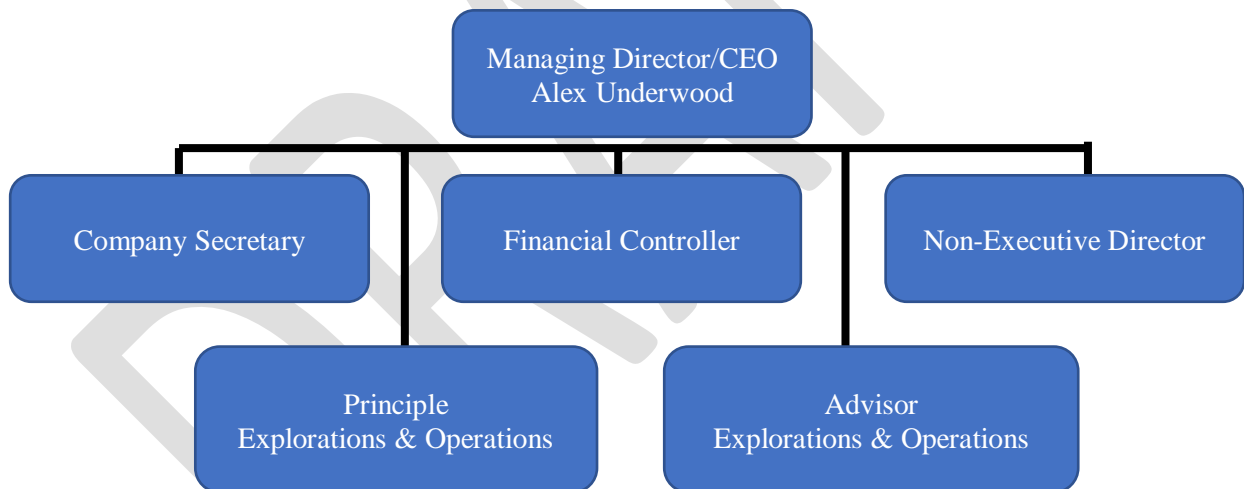 Managing Director/CEO
Alex Underwood
Company Secretary
Financial Controller
Non-Executive Director
Principle
Explorations & Operations
Advisor
Explorations & Operations